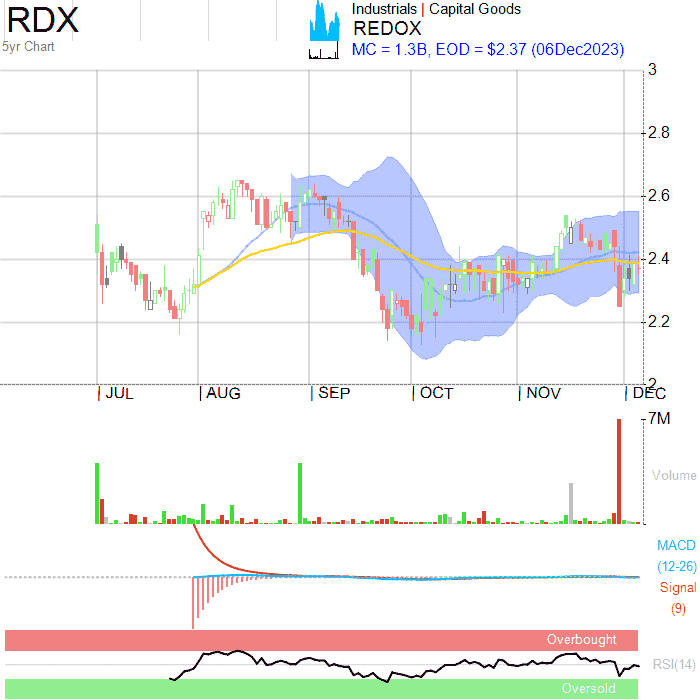 RDX
5yr Chart
Industrials | Capital Goods
REDOX
MC = 1.3B, EOD = $2.37 (06Dec2023)
3
2.8
2.6
2.4
2.2
2
JUL AUG SEP OCT NOV DEC
7M
Volume
MACD
(12-26)
Signal
(9)
Overbought
RSI(14)
Oversold